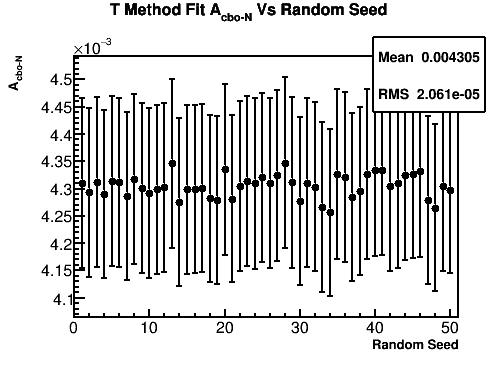 T Method Fit A_cbo-N Vs Random Seed
×10⁻³
A_cbo-N
Mean 0.004305
RMS 2.061e-05
4.5
4.45
4.4
4.35
4.3
4.25
4.2
4.15
4.1
0 10 20 30 40 50
Random Seed